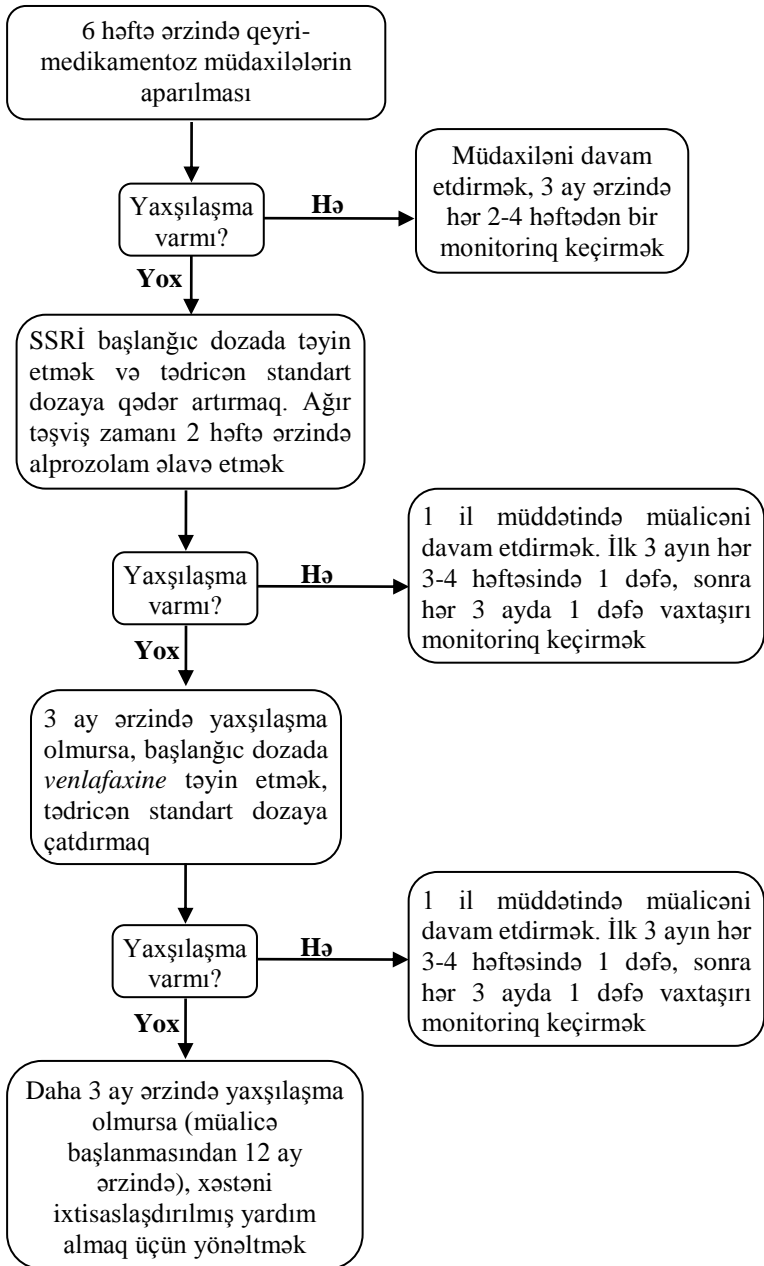 6 həftə ərzində qeyri-
medikamentoz müdaxilələrin
aparılması
Yaxşılaşma
varmı?
Hə
Müdaxiləni davam
etdirmək, 3 ay ərzində
hər 2-4 həftədən bir
monitorinq keçirmək
Yox
SSRİ başlanğıc dozada təyin
etmək və tədricən standart
dozaya qədər artırmaq. Ağır
təşviş zamanı 2 həftə ərzində
alprozolam əlavə etmək
Yaxşılaşma
varmı?
Hə
1 il müddətində müalicəni
davam etdirmək. İlk 3 ayın hər
3-4 həftəsində 1 dəfə, sonra
hər 3 ayda 1 dəfə vaxtaşırı
monitorinq keçirmək
Yox
3 ay ərzində yaxşılaşma
olmursa, başlanğıc dozada
venlafaxine təyin etmək,
tədricən standart dozaya
çatdırmaq
Yaxşılaşma
varmı?
Hə
1 il müddətində müalicəni
davam etdirmək. İlk 3 ayın hər
3-4 həftəsində 1 dəfə, sonra
hər 3 ayda 1 dəfə vaxtaşırı
monitorinq keçirmək
Yox
Daha 3 ay ərzində yaxşılaşma
olmursa (müalicə
başlanmasından 12 ay
ərzində), xəstəni
ixtisaslaşdırılmış yardım
almaq üçün yönəltmək